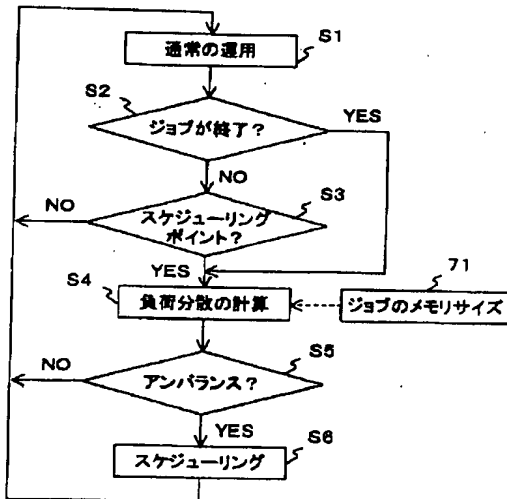 S1
通常の運用
S2
ジョブが終了？
YES
NO
S3
NO
スケジューリング
ポイント？
YES
S4
71
負荷分散の計算
ジョブのメモリサイズ
S5
NO
アンバランス？
YES
S6
スケジューリング